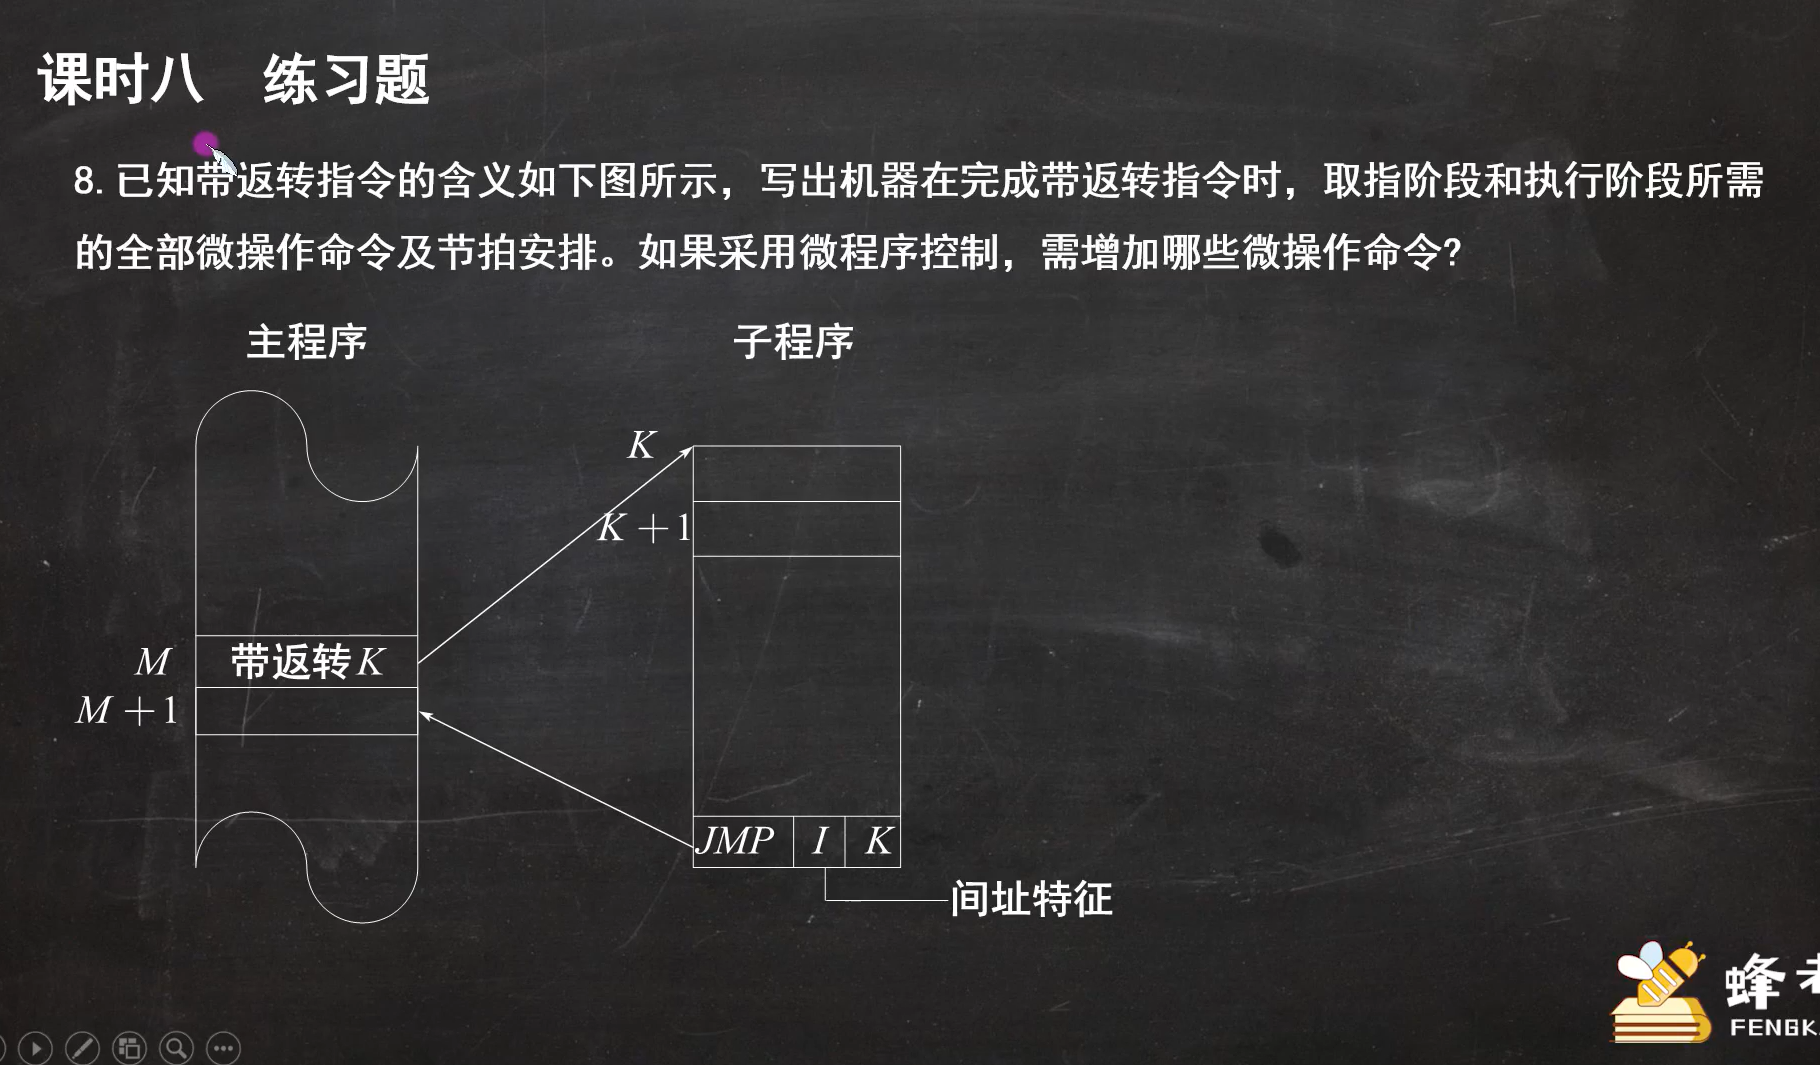 课时八 练习题
8. 已知带返转指令的含义如下图所示，写出机器在完成带返转指令时，取指阶段和执行阶段所需
的全部微操作命令及节拍安排。如果采用微程序控制，需增加哪些微操作命令?
主程序 子程序
K
K+1
M 带返转K
M+1
JMP I K
间址特征
蜂
FENGK